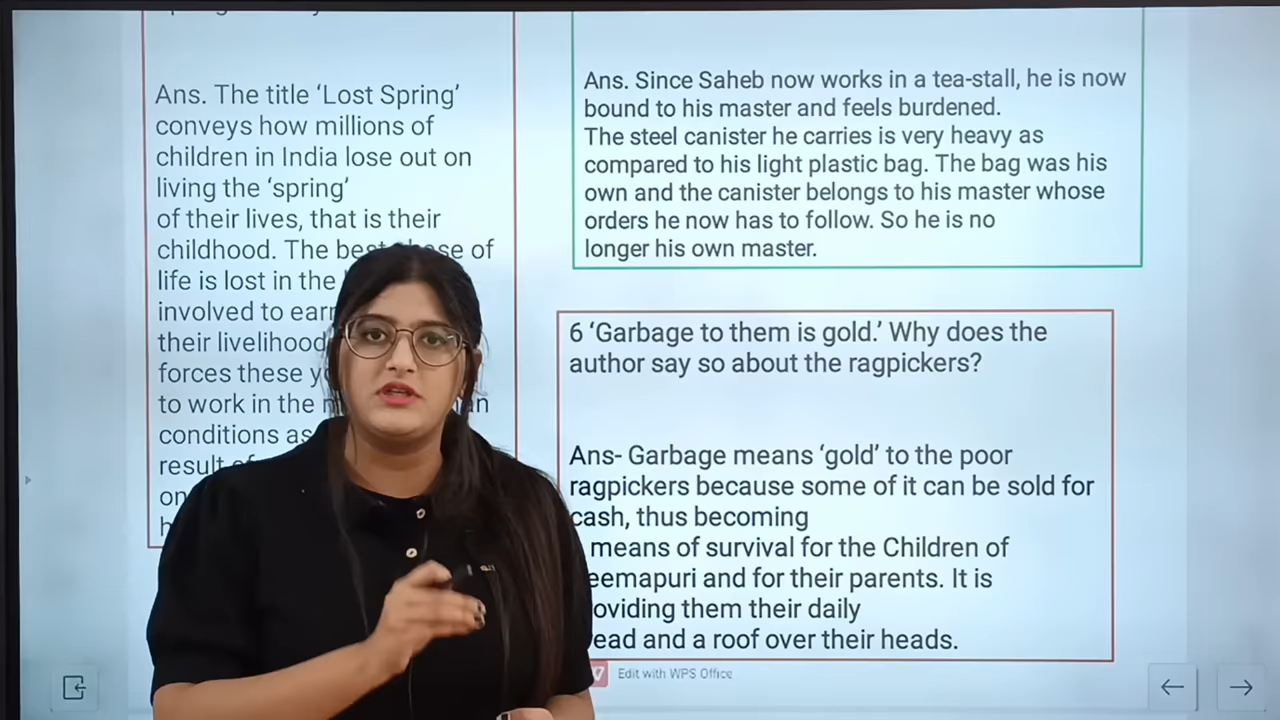 Ans. The title ‘Lost Spring’
conveys how millions of
children in India lose out on
living the ‘spring’
of their lives, that is their
childhood. The best of
life is lost in the
involved to earn
their livelihood
forces these
to work in the
conditions as
result of
on
Ans. Since Saheb now works in a tea-stall, he is now
bound to his master and feels burdened.
The steel canister he carries is very heavy as
compared to his light plastic bag. The bag was his
own and the canister belongs to his master whose
orders he now has to follow. So he is no
longer his own master.
6 ‘Garbage to them is gold.’ Why does the
author say so about the ragpickers?
Ans- Garbage means ‘gold’ to the poor
ragpickers because some of it can be sold for
cash, thus becoming
means of survival for the Children of
eemapuri and for their parents. It is
oviding them their daily
ead and a roof over their heads.
Edit with WPS Office